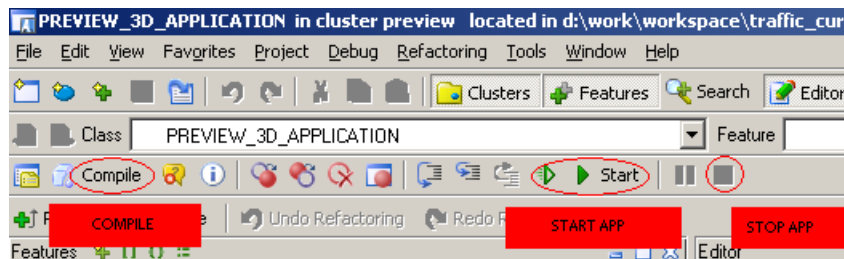 PREVIEW_3D_APPLICATION in cluster preview located in d:\work\workspace\traffic_cur
File Edit View Favorites Project Debug Refactoring Tools Window Help
Clusters Features Search Editor
Class PREVIEW_3D_APPLICATION Feature
Compile Start
COMPILE Undo Refactoring Redo START APP STOP APP
Features Editor